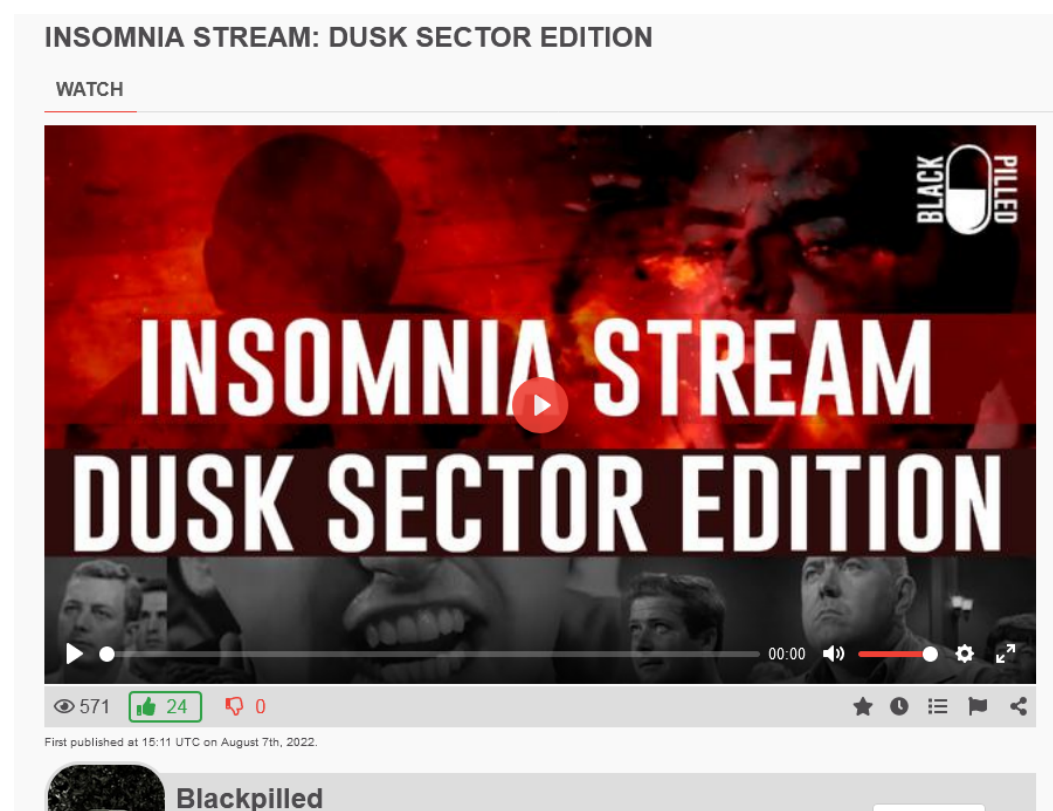 INSOMNIA STREAM: DUSK SECTOR EDITION
WATCH
BLACK PILLED
INSOMNIA STREAM
DUSK SECTOR EDITION
00:00
571 24 0
First published at 15:11 UTC on August 7th, 2022.
Blackpilled